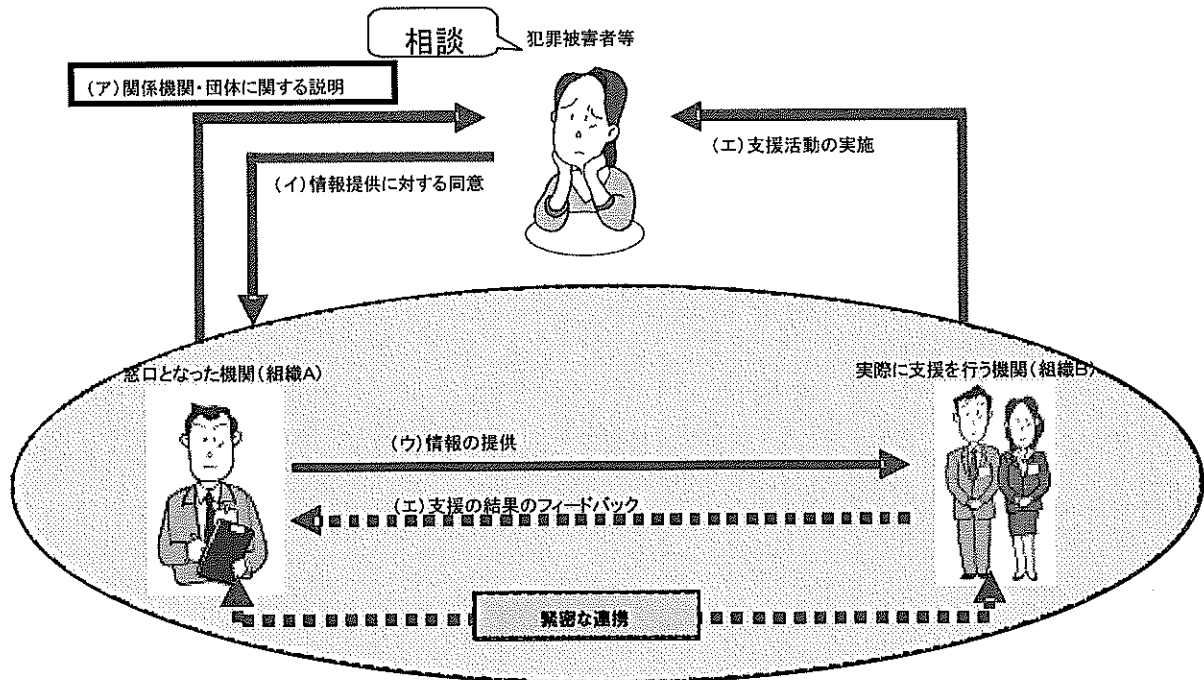 相談
犯罪被害者等
(ア)関係機関・団体に関する説明
(エ)支援活動の実施
(イ)情報提供に対する同意
窓口となった機関(組織A)
実際に支援を行う機関(組織B)
(ウ)情報の提供
(エ)支援の結果のフィードバック
緊密な連携